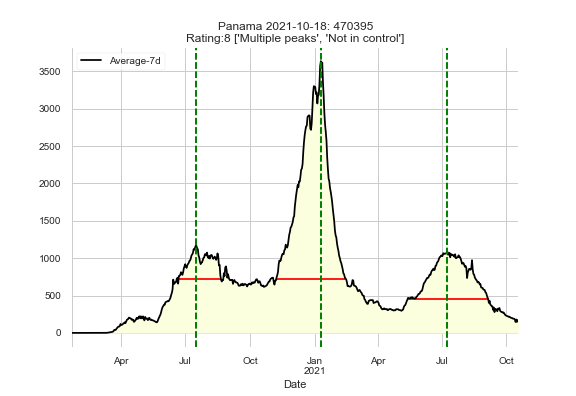 Panama 2021-10-18: 470395
Rating:8 ['Multiple peaks', 'Not in control']
Average-7d
3500
3000
2500
2000
1500
1000
500
0
Apr Jul Oct Jan Apr Jul Oct
2021
Date